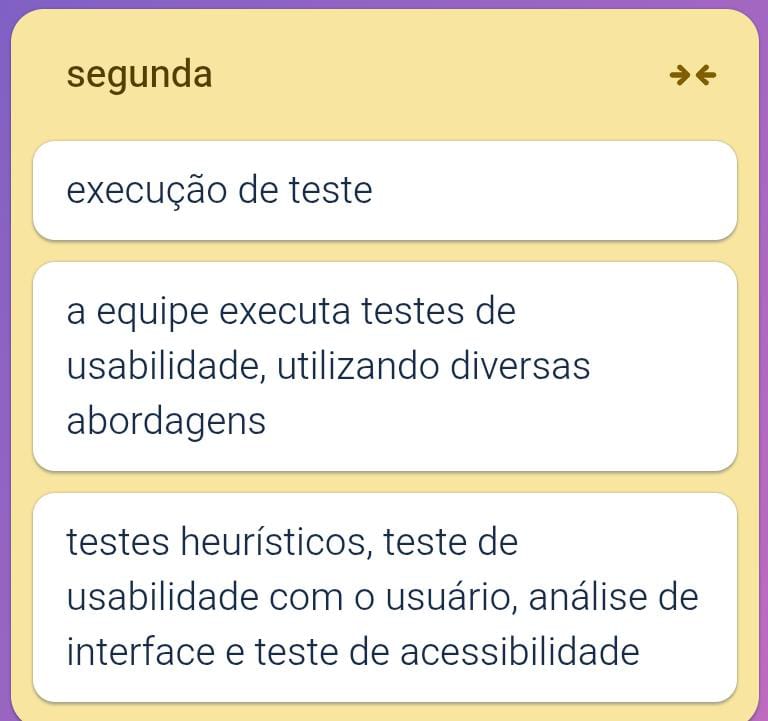 segunda
execução de teste
a equipe executa testes de
usabilidade, utilizando diversas
abordagens
testes heurísticos, teste de
usabilidade com o usuário, análise de
interface e teste de acessibilidade